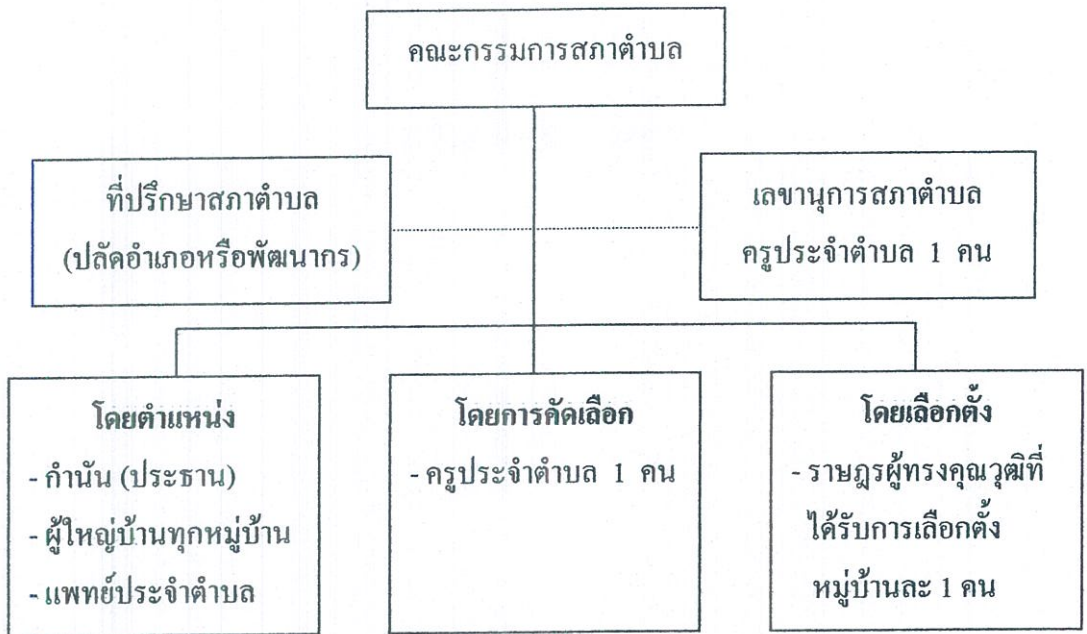 คณะกรรมการสภาตำบล
ที่ปรึกษาสภาตำบล
(ปลัดอำเภอหรือพัฒนากร)
เลขานุการสภาตำบล
ครูประจำตำบล 1 คน
โดยตำแหน่ง
- กำนัน (ประธาน)
- ผู้ใหญ่บ้านทุกหมู่บ้าน
- แพทย์ประจำตำบล
โดยการคัดเลือก
- ครูประจำตำบล 1 คน
โดยเลือกตั้ง
- ราษฎรผู้ทรงคุณวุฒิที่
ได้รับการเลือกตั้ง
หมู่บ้านละ 1 คน